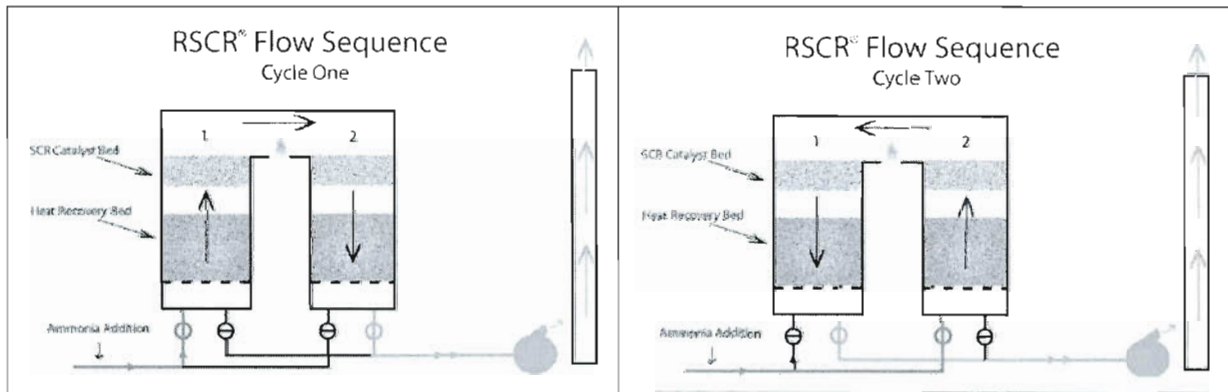 RSCR® Flow Sequence
Cycle One
1
2
SCR Catalyst Bed
Heat Recovery Bed
Ammonia Addition
RSCR® Flow Sequence
Cycle Two
1
2
SCR Catalyst Bed
Heat Recovery Bed
Ammonia Addition